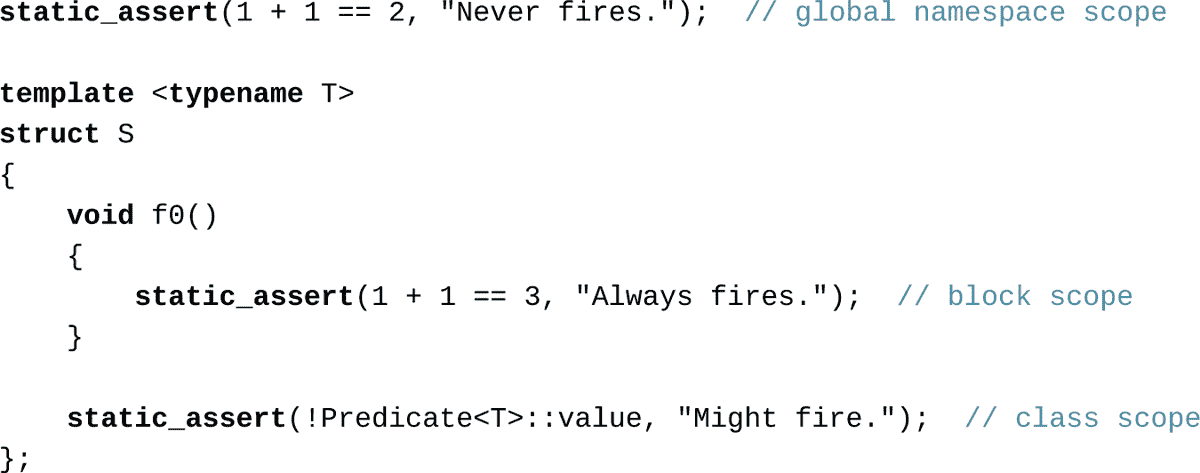 static_assert(1 + 1 == 2, "Never fires.");  // global namespace scope
template <typename T>
struct S
{
    void f0()
    {
        static_assert(1 + 1 == 3, "Always fires.");  // block scope
    }
    static_assert(!Predicate<T>::value, "Might fire.");  // class scope
};